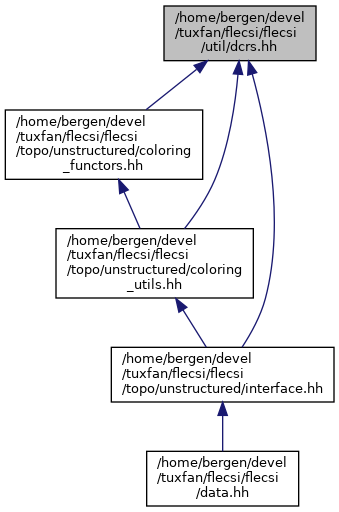 /home/bergen/devel
/tuxfan/flecsi/flecsi
/util/dcrs.hh
/home/bergen/devel
/tuxfan/flecsi/flecsi
/topo/unstructured/coloring
_functors.hh
/home/bergen/devel
/tuxfan/flecsi/flecsi
/topo/unstructured/coloring
_utils.hh
/home/bergen/devel
/tuxfan/flecsi/flecsi
/topo/unstructured/interface.hh
/home/bergen/devel
/tuxfan/flecsi/flecsi
/data.hh